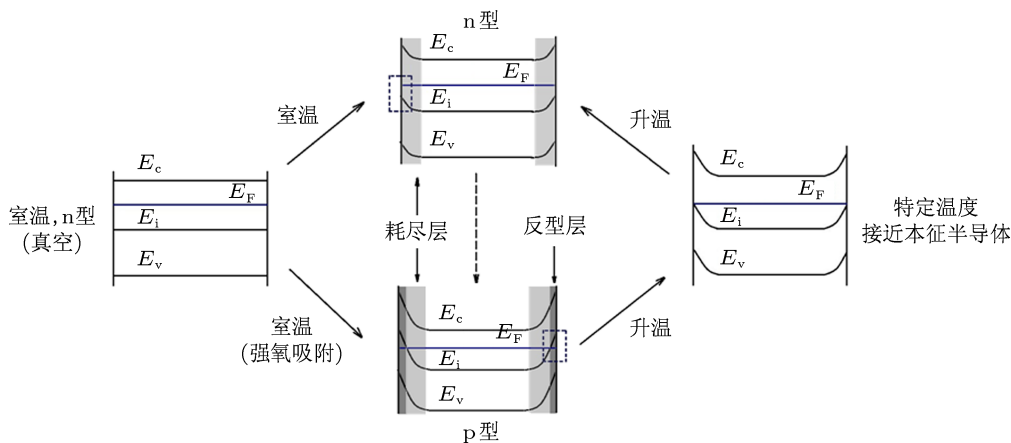 n型
E_c
E_F
E_i
E_v
室温
升温
E_c
E_F
E_i
E_v
室温,n型
(真空)
E_c
E_F
E_i
E_v
特定温度
接近本征半导体
耗尽层
反型层
室温
(强氧吸附)
E_c
E_F
E_i
E_v
升温
p型